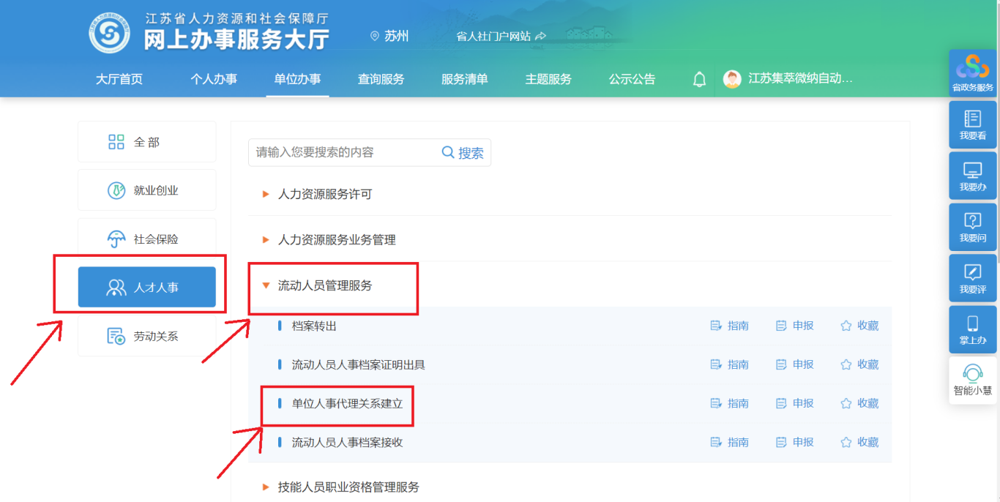 江苏省人力资源和社会保障厅
网上办事服务大厅
苏州
省人社门户网站
大厅首页 个人办事 单位办事 查询服务 服务清单 主题服务 公示公告 江苏集萃微纳自动...
省政务服务
我要看
我要办
我要问
我要评
掌上办
智能小慧
全部
就业创业
社会保险
人才人事
劳动关系
请输入您要搜索的内容 搜索
人力资源服务许可
人力资源服务业务管理
流动人员管理服务
档案转出 指南 申报 收藏
流动人员人事档案证明出具 指南 申报 收藏
单位人事代理关系建立 指南 申报 收藏
流动人员人事档案接收 指南 申报 收藏
技能人员职业资格管理服务